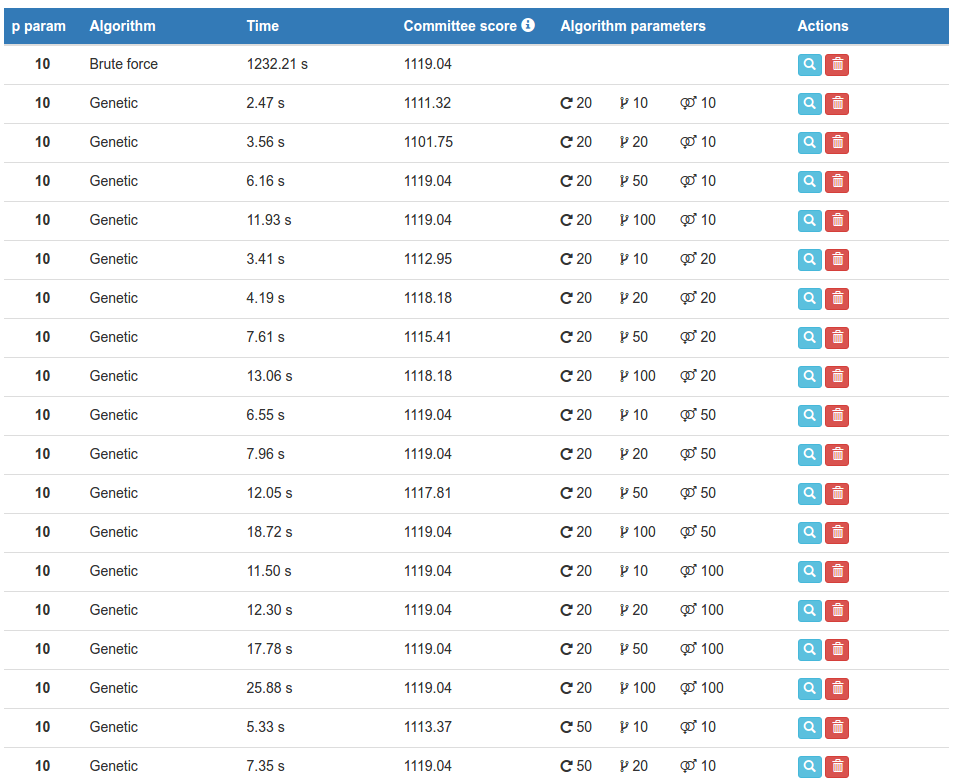 p param Algorithm Time Committee score Algorithm parameters Actions
10 Brute force 1232.21 s 1119.04
10 Genetic 2.47 s 1111.32 20 10 10
10 Genetic 3.56 s 1101.75 20 20 10
10 Genetic 6.16 s 1119.04 20 50 10
10 Genetic 11.93 s 1119.04 20 100 10
10 Genetic 3.41 s 1112.95 20 10 20
10 Genetic 4.19 s 1118.18 20 20 20
10 Genetic 7.61 s 1115.41 20 50 20
10 Genetic 13.06 s 1118.18 20 100 20
10 Genetic 6.55 s 1119.04 20 10 50
10 Genetic 7.96 s 1119.04 20 20 50
10 Genetic 12.05 s 1117.81 20 50 50
10 Genetic 18.72 s 1119.04 20 100 50
10 Genetic 11.50 s 1119.04 20 10 100
10 Genetic 12.30 s 1119.04 20 20 100
10 Genetic 17.78 s 1119.04 20 50 100
10 Genetic 25.88 s 1119.04 20 100 100
10 Genetic 5.33 s 1113.37 50 10 10
10 Genetic 7.35 s 1119.04 50 20 10